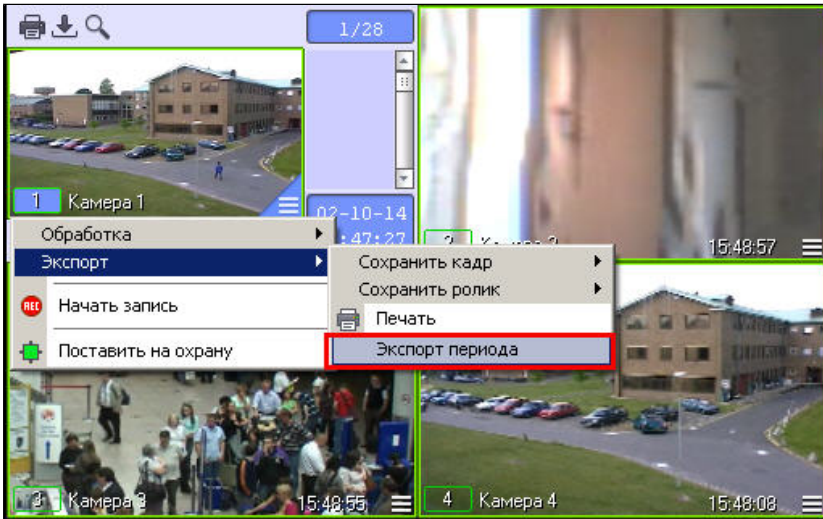 1/28
1 Камера 1
02-10-14
:47:27
Обработка
Экспорт
Начать запись
Поставить на охрану
Сохранить кадр
Сохранить ролик
Печать
Экспорт периода
2
15:48:57
3 Камера 3
15:48:55
4 Камера 4
15:48:08
REC